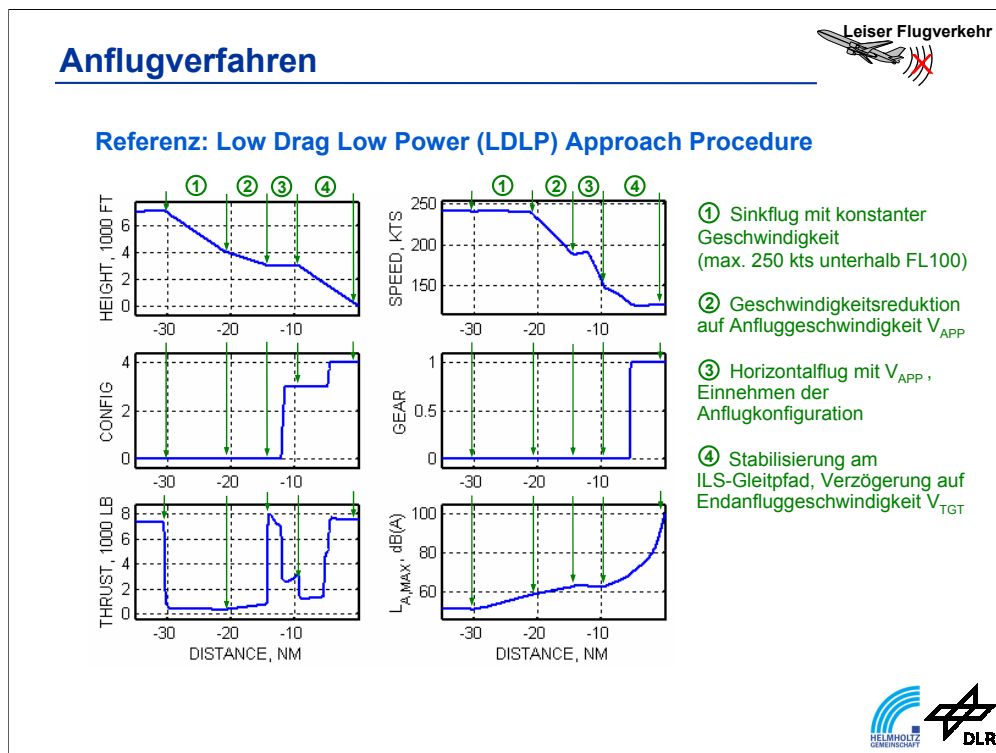 Leiser Flugverkehr
Anflugverfahren
Referenz: Low Drag Low Power (LDLP) Approach Procedure
1 2 3 4
HEIGHT, 1000 FT
6
4
2
0
-30 -20 -10
1 2 3 4
SPEED, KTS
250
200
150
-30 -20 -10
CONFIG
4
2
0
-30 -20 -10
GEAR
1
0.5
0
-30 -20 -10
THRUST, 1000 LB
8
6
4
2
0
-30 -20 -10
DISTANCE, NM
L A,MAX, dB(A)
100
80
60
-30 -20 -10
DISTANCE, NM
1 Sinkflug mit konstanter
Geschwindigkeit
(max. 250 kts unterhalb FL100)
2 Geschwindigkeitsreduktion
auf Anfluggeschwindigkeit VAPP
3 Horizontalflug mit VAPP ,
Einnehmen der
Anflugkonfiguration
4 Stabilisierung am
ILS-Gleitpfad, Verzögerung auf
Endanfluggeschwindigkeit VTGT
HELMHOLTZ
GEMEINSCHAFT
DLR